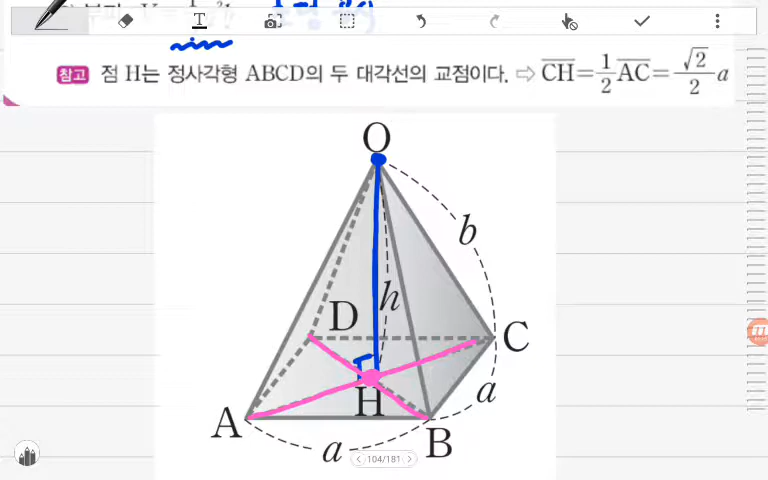 참고 점 H는 정사각형 ABCD의 두 대각선의 교점이다. ⇨ CH=1/2 AC=√2/2 a
O
b
h
D
C
a
H
A
B
a
104/181